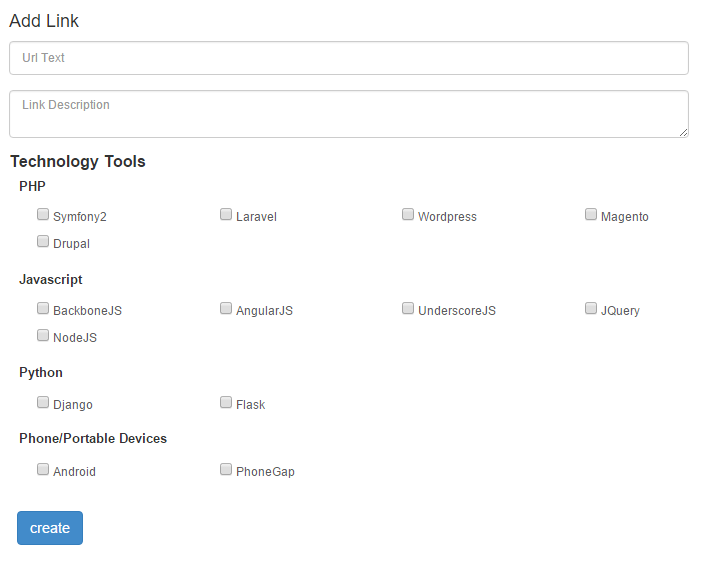 Add Link
Url Text
Link Description
Technology Tools
PHP
Symfony2 Laravel Wordpress Magento
Drupal
Javascript
BackboneJS AngularJS UnderscoreJS JQuery
NodeJS
Python
Django Flask
Phone/Portable Devices
Android PhoneGap
create